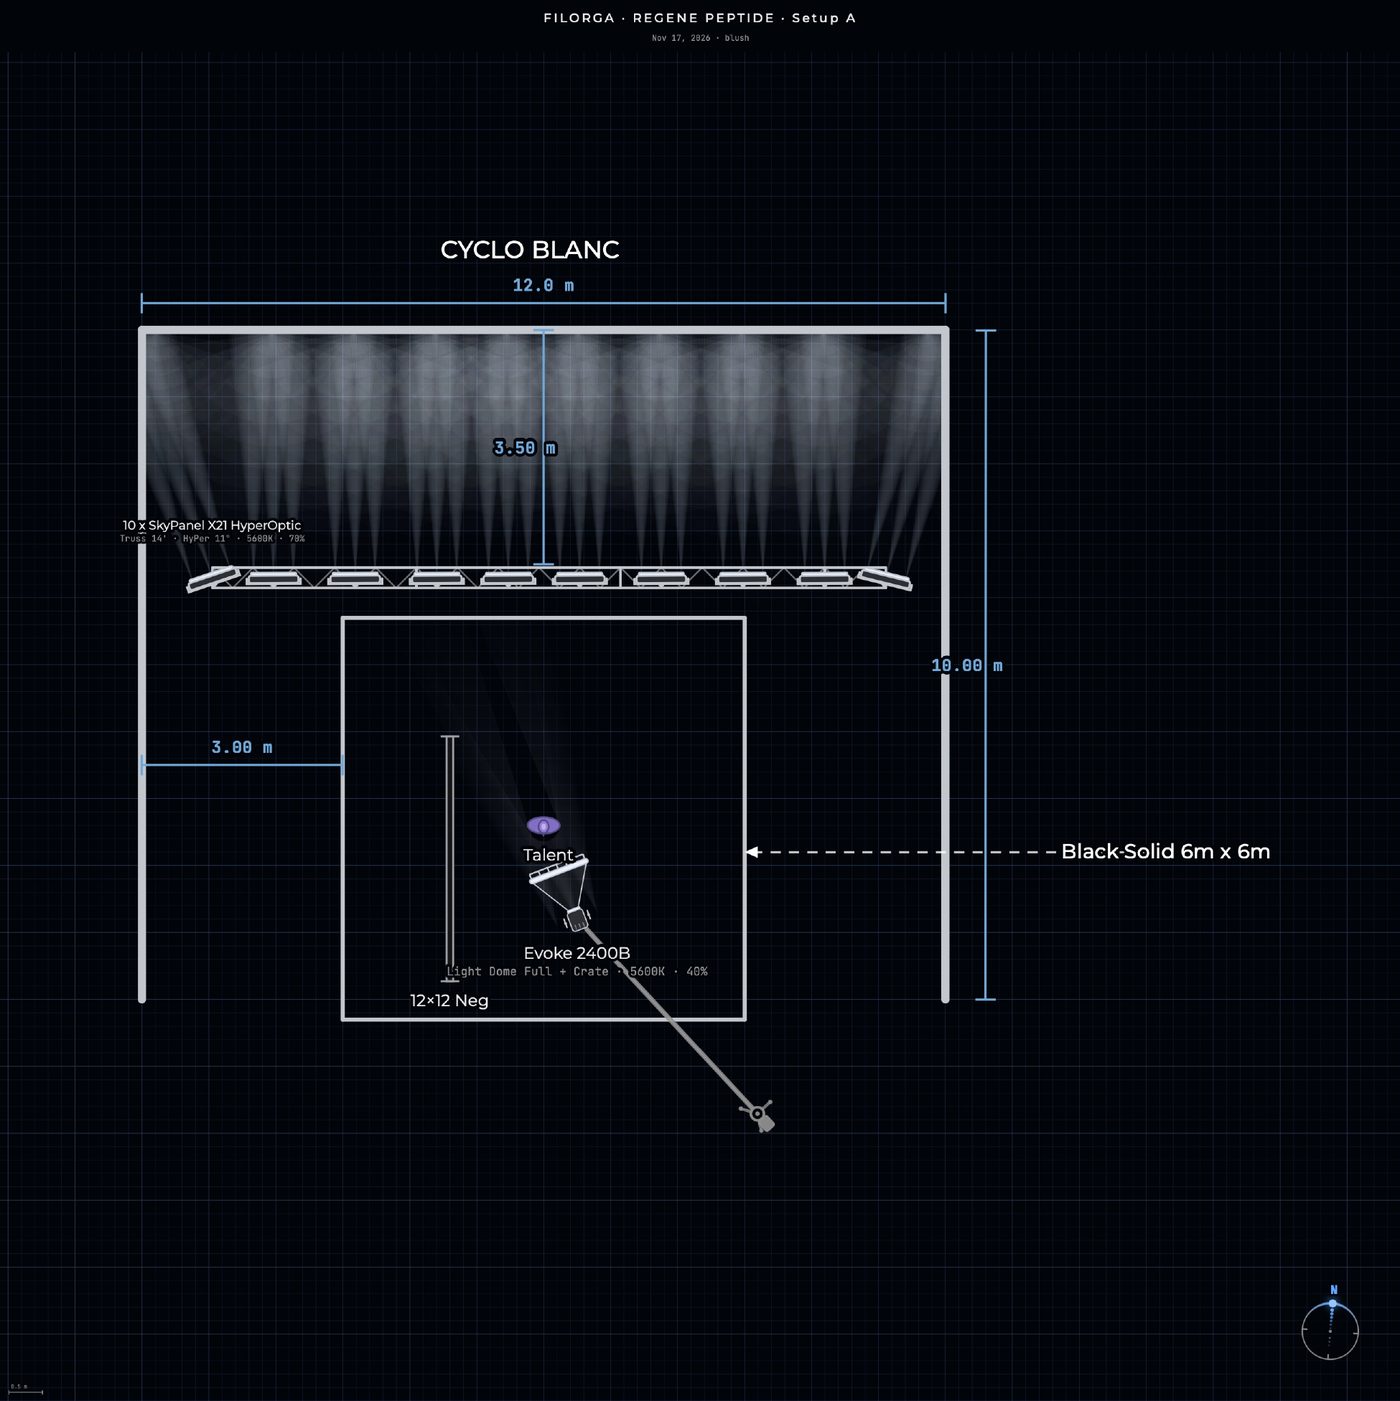 FILORGA · REGENE PEPTIDE · Setup A
Nov 17, 2026 · blush
CYCLO BLANC
12.0 m
3.50 m
10 x SkyPanel X21 HyperOptic
Truss 14' · HyPer 11° · 5600K · 70%
10.00 m
3.00 m
Talent
Black Solid 6m x 6m
Evoke 2400B
Light Dome Full + Crate · 5600K · 40%
12×12 Neg
N
0.5 m